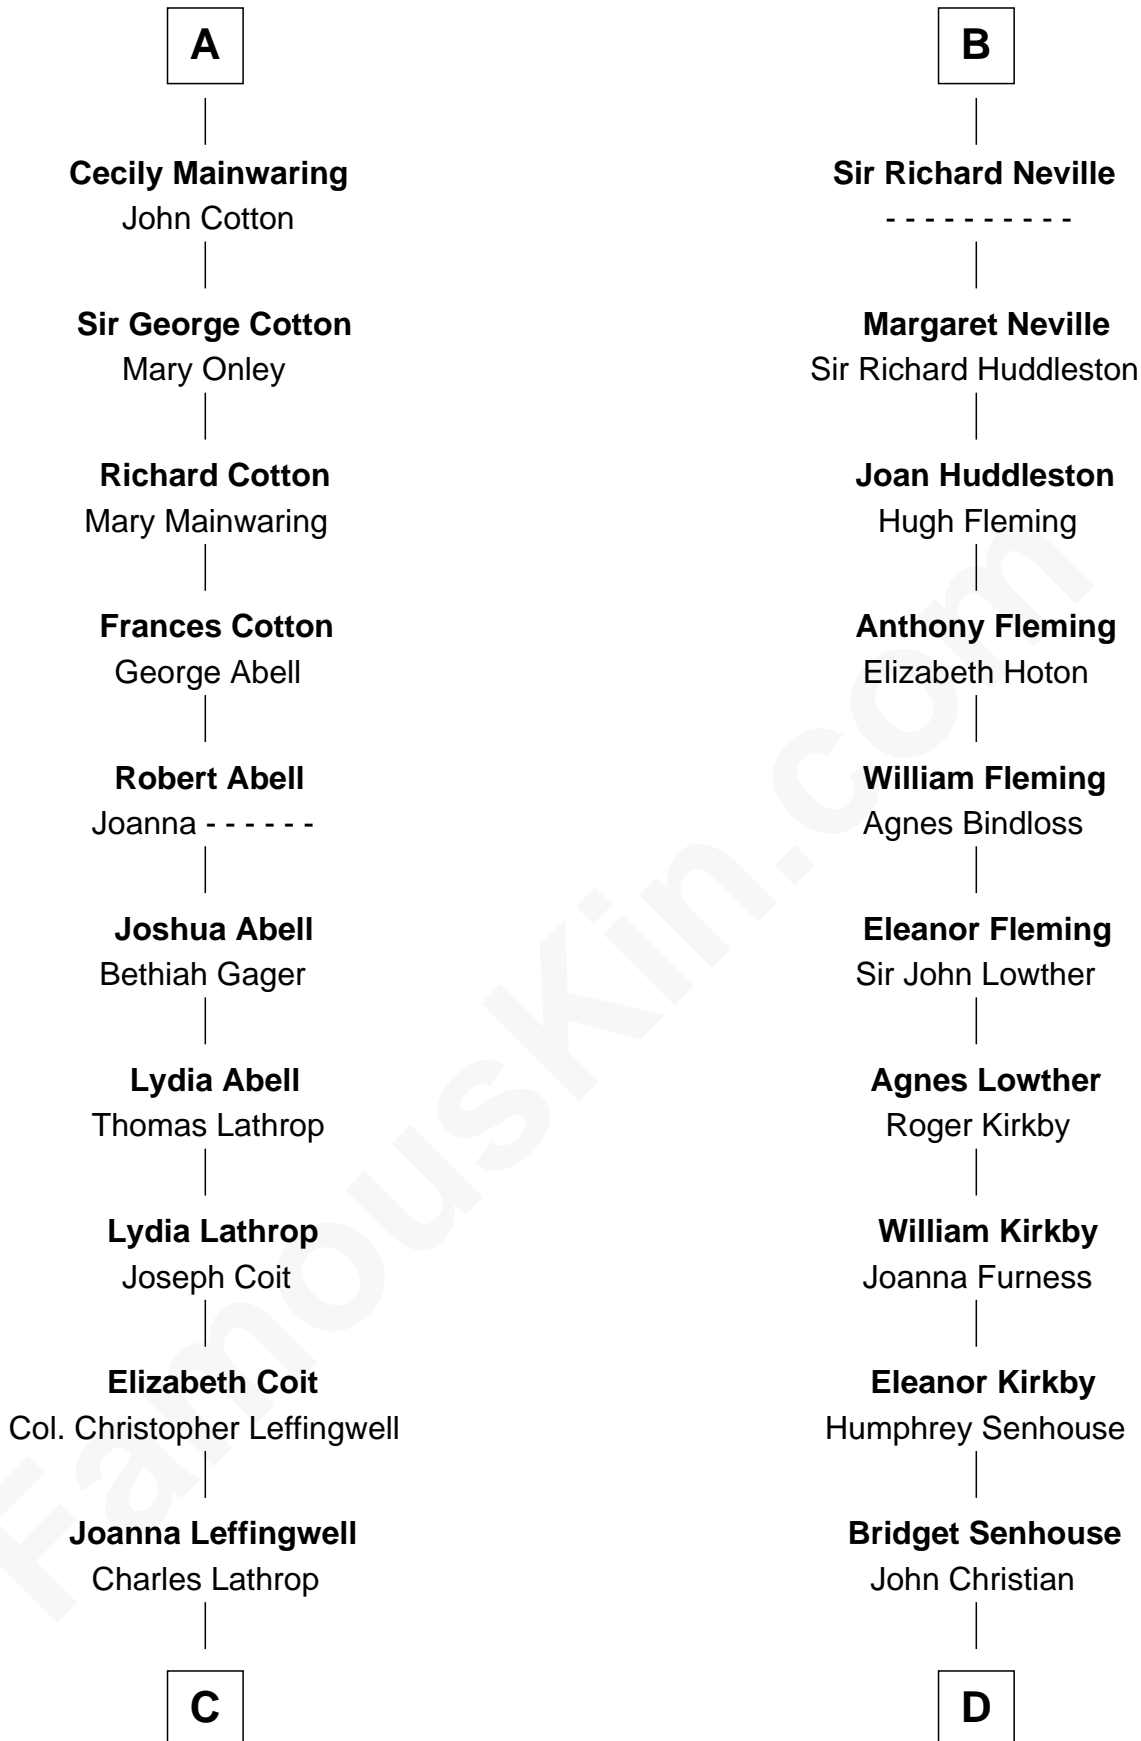 A
Cecily Mainwaring
John Cotton
Sir George Cotton
Mary Onley
Richard Cotton
Mary Mainwaring
Frances Cotton
George Abell
Robert Abell
Joanna - - - - - -
Joshua Abell
Bethiah Gager
Lydia Abell
Thomas Lathrop
Lydia Lathrop
Joseph Coit
Elizabeth Coit
Col. Christopher Leffingwell
Joanna Leffingwell
Charles Lathrop
C
B
Sir Richard Neville
- - - - - - - - - -
Margaret Neville
Sir Richard Huddleston
Joan Huddleston
Hugh Fleming
Anthony Fleming
Elizabeth Hoton
William Fleming
Agnes Bindloss
Eleanor Fleming
Sir John Lowther
Agnes Lowther
Roger Kirkby
William Kirkby
Joanna Furness
Eleanor Kirkby
Humphrey Senhouse
Bridget Senhouse
John Christian
D
FamousKin.com